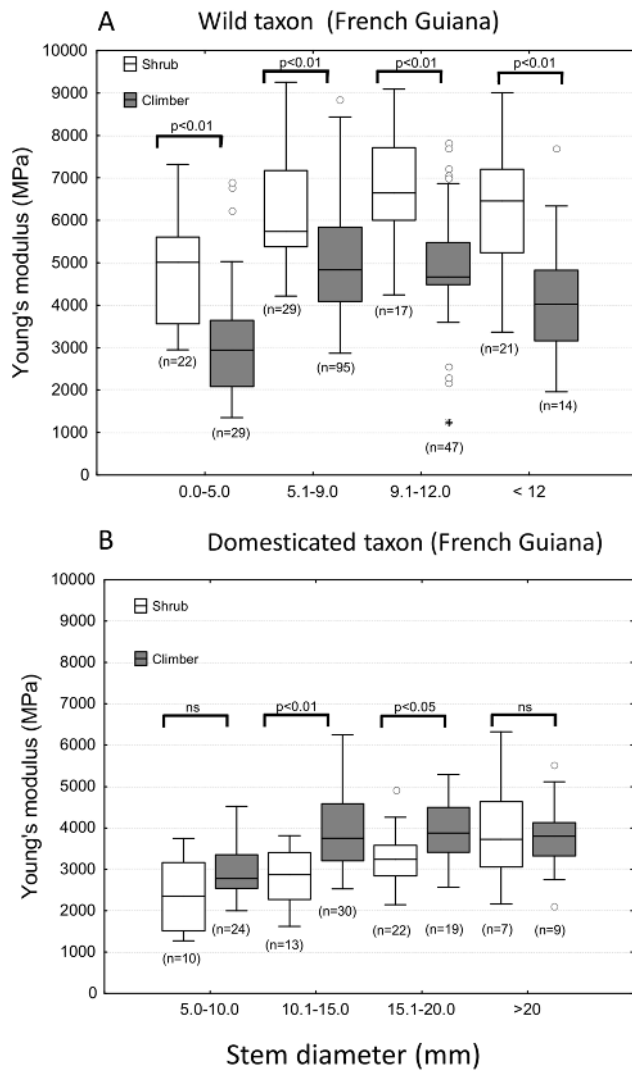 A Wild taxon (French Guiana)
10000
9000
8000
7000
6000
5000
4000
3000
2000
1000
0
Young's modulus (MPa)
Shrub
Climber
p<0.01
p<0.01
p<0.01
p<0.01
(n=22)
(n=29)
(n=29)
(n=95)
(n=17)
(n=47)
(n=21)
(n=14)
0.0-5.0 5.1-9.0 9.1-12.0 < 12
B Domesticated taxon (French Guiana)
10000
9000
8000
7000
6000
5000
4000
3000
2000
1000
0
Young's modulus (MPa)
Shrub
Climber
ns
p<0.01
p<0.05
ns
(n=10)
(n=24)
(n=13)
(n=30)
(n=22)
(n=19)
(n=7)
(n=9)
5.0-10.0 10.1-15.0 15.1-20.0 >20
Stem diameter (mm)